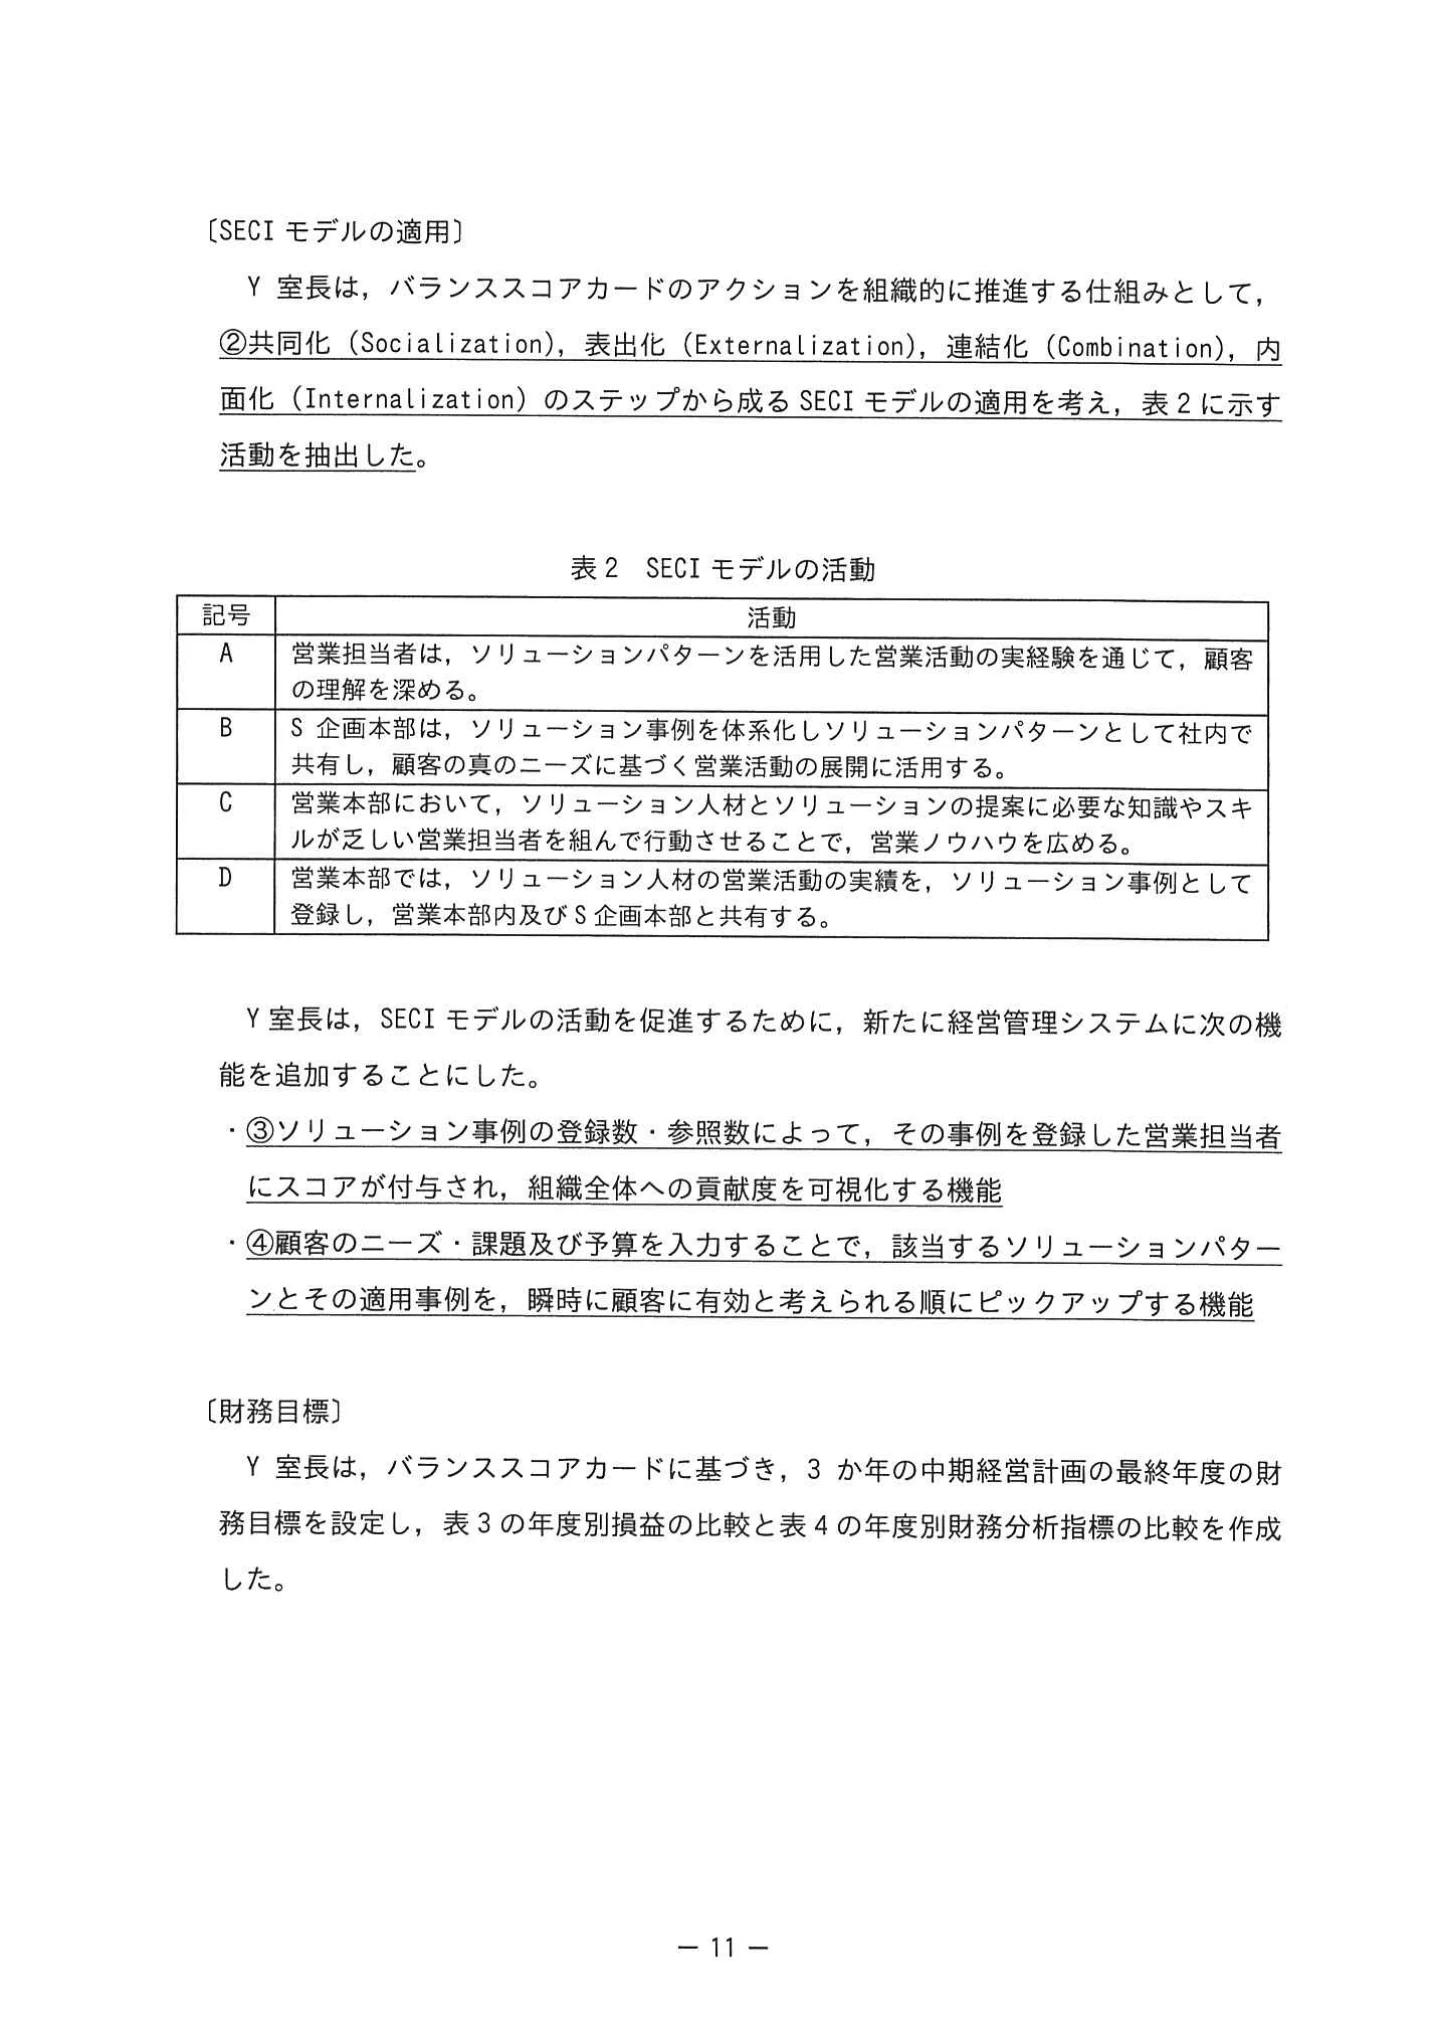 〔SECI モデルの適用〕
Y 室長は，バランススコアカードのアクションを組織的に推進する仕組みとして，
②共同化（Socialization），表出化（Externalization），連結化（Combination），内
面化（Internalization）のステップから成る SECI モデルの適用を考え，表 2 に示す
活動を抽出した。
表 2　SECI モデルの活動
記号　活動
A　営業担当者は，ソリューションパターンを活用した営業活動の実経験を通じて，顧客
の理解を深める。
B　S 企画本部は，ソリューション事例を体系化しソリューションパターンとして社内で
共有し，顧客の真のニーズに基づく営業活動の展開に活用する。
C　営業本部において，ソリューション人材とソリューションの提案に必要な知識やスキ
ルが乏しい営業担当者を組んで行動させることで，営業ノウハウを広める。
D　営業本部では，ソリューション人材の営業活動の実績を，ソリューション事例として
登録し，営業本部内及び S 企画本部と共有する。
Y 室長は，SECI モデルの活動を促進するために，新たに経営管理システムに次の機
能を追加することにした。
・③ソリューション事例の登録数・参照数によって，その事例を登録した営業担当者
にスコアが付与され，組織全体への貢献度を可視化する機能
・④顧客のニーズ・課題及び予算を入力することで，該当するソリューションパター
ンとその適用事例を，瞬時に顧客に有効と考えられる順にピックアップする機能
〔財務目標〕
Y 室長は，バランススコアカードに基づき，3 か年の中期経営計画の最終年度の財
務目標を設定し，表 3 の年度別損益の比較と表 4 の年度別財務分析指標の比較を作成
した。
－ 11 －